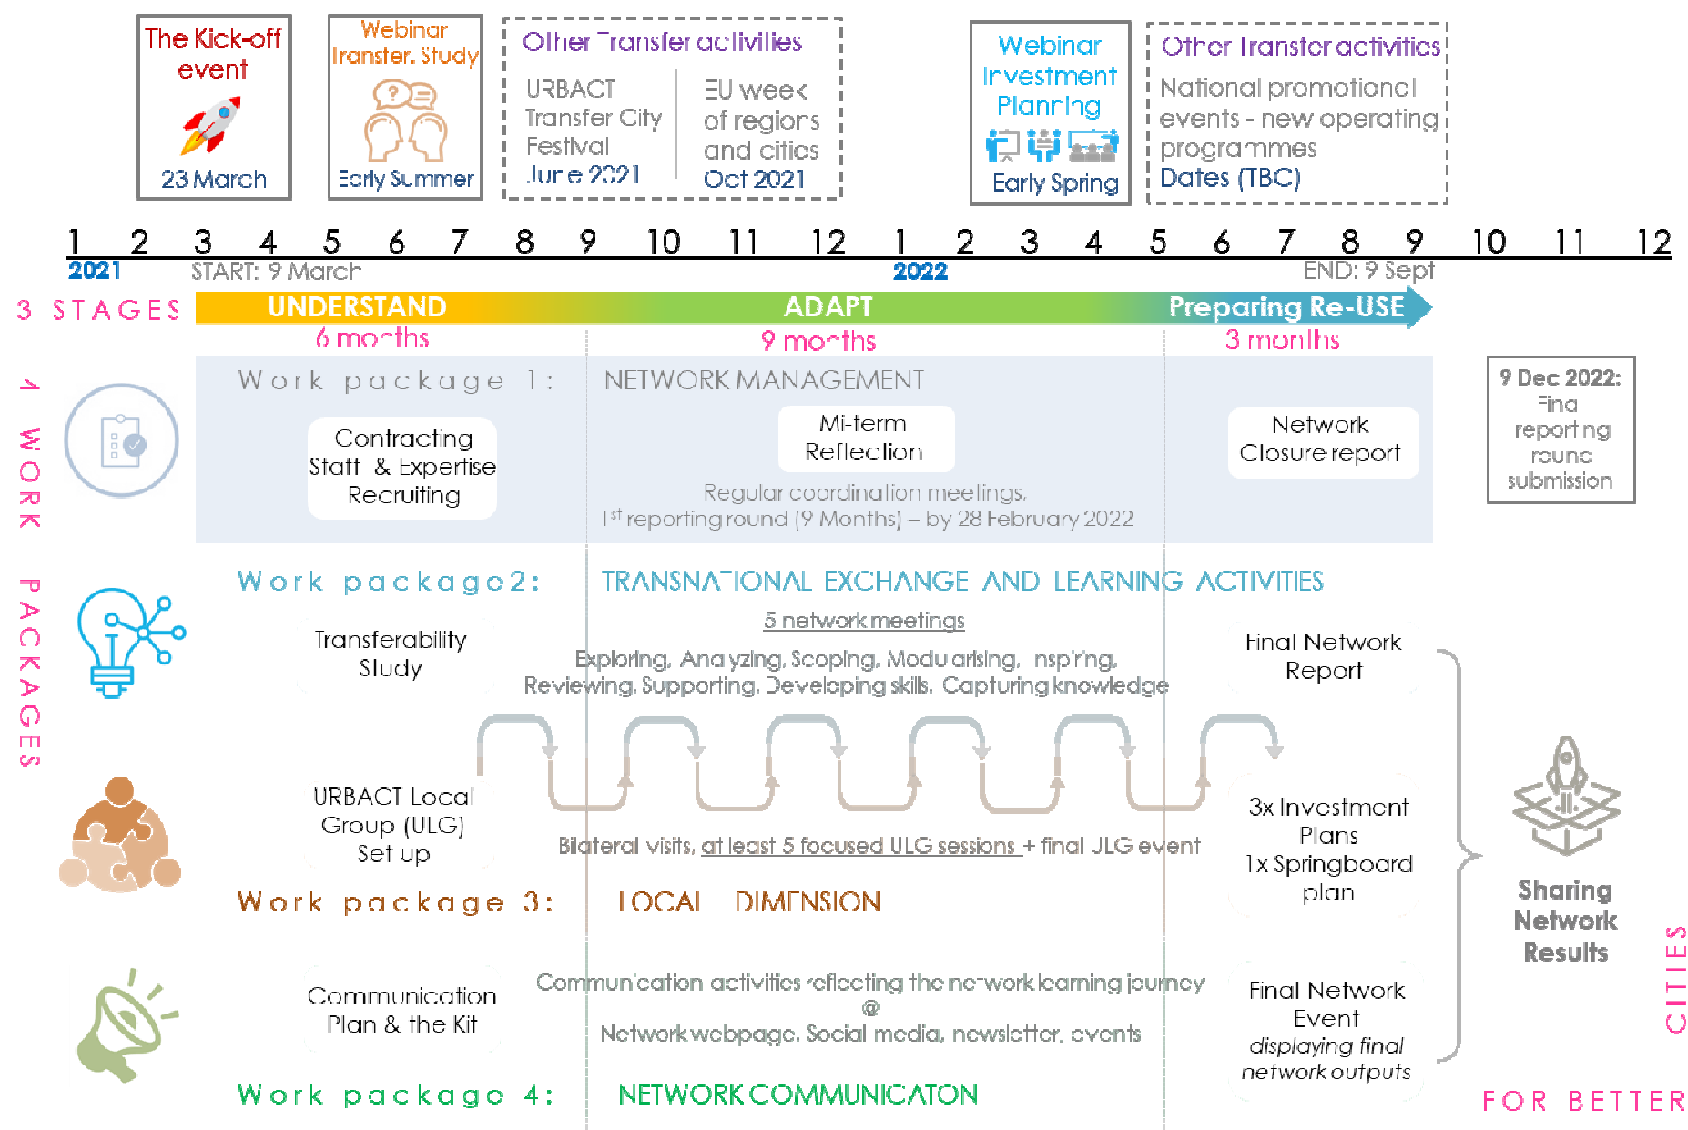 The Kick-off
event
23 March
Webinar
Transfer. Study
Early Summer
Other Transfer activities
URBACT
Transfer City
Festival
June 2021
EU week
of regions
and cities
Oct 2021
Webinar
Investment
Planning
Early Spring
Other Transfer activities
National promotional
events - new operating
programmes
Dates (TBC)
1 2 3 4 5 6 7 8 9 10 11 12 1 2 3 4 5 6 7 8 9 10 11 12
2021
START: 9 March
2022
END: 9 Sept
3 STAGES
UNDERSTAND
ADAPT
Preparing Re-USE
6 months
9 months
3 months
4 WORK PACKAGES
Work package 1: NETWORK MANAGEMENT
Contracting
Staff & Expertise
Recruiting
Mi-term
Reflection
Network
Closure report
Regular coordination meetings,
1st reporting round (9 Months) – by 28 February 2022
9 Dec 2022:
Final
reporting
round
submission
Work package 2: TRANSNATIONAL EXCHANGE AND LEARNING ACTIVITIES
5 network meetings
Transferability
Study
Exploring, Analyzing, Scoping, Modularising, Inspiring,
Reviewing, Supporting, Developing skills, Capturing knowledge
Final Network
Report
URBACT Local
Group (ULG)
Set up
Bilateral visits, at least 5 focused ULG sessions + final ULG event
3x Investment
Plans
1x Springboard
plan
Work package 3: LOCAL DIMENSION
Sharing
Network
Results
Communication
Plan & the Kit
Communication activities reflecting the network learning journey
@
Network webpage, Social media, newsletter, events
Final Network
Event
displaying final
network outputs
Work package 4: NETWORK COMMUNICATON
FOR BETTER
CITIES